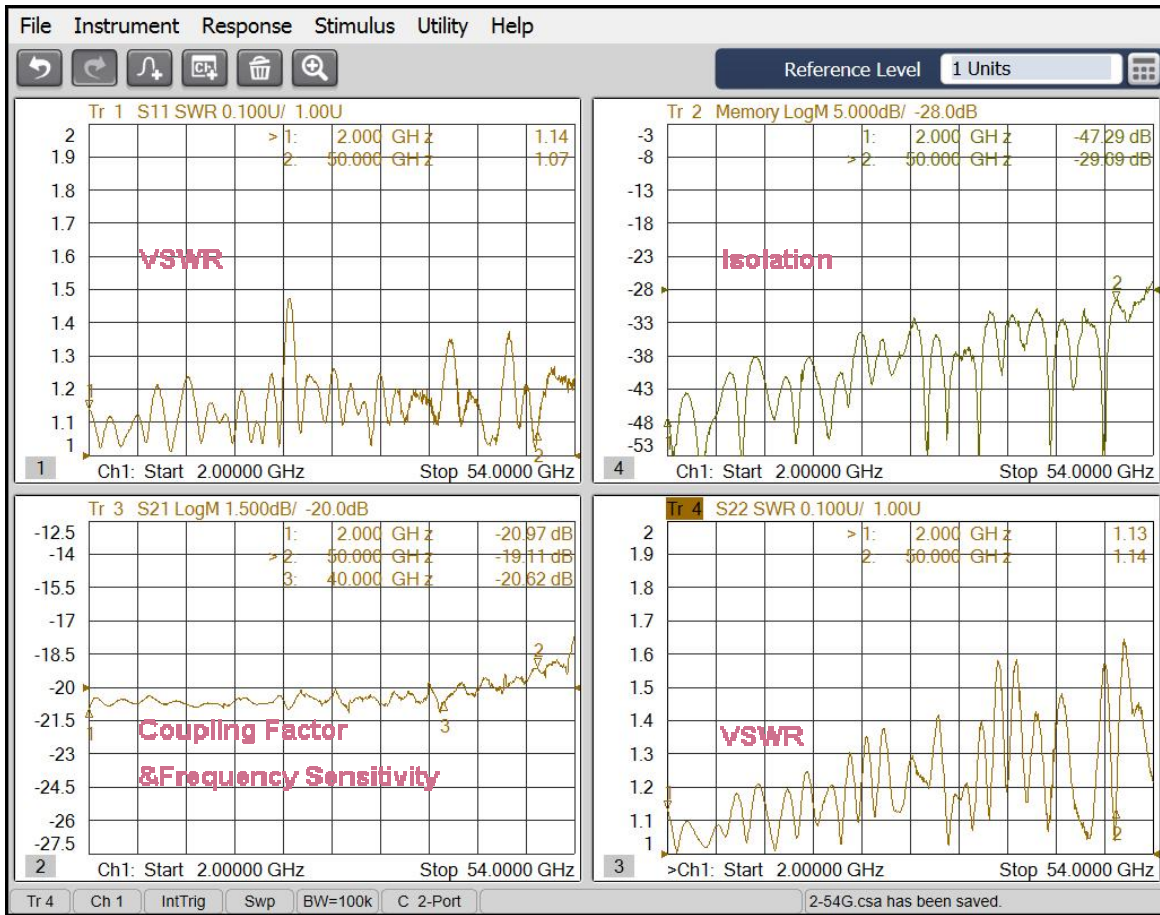 File Instrument Response Stimulus Utility Help
Reference Level 1 Units
Tr 1 S11 SWR 0.100U/ 1.00U
2
1.9
1.8
1.7
1.6
1.5
1.4
1.3
1.2
1.1
1
> 1: 2.000 GHz 1.14
2: 50.000 GHz 1.07
VSWR
1
2
1 Ch1: Start 2.00000 GHz Stop 54.0000 GHz
Tr 2 Memory LogM 5.000dB/ -28.0dB
-3
-8
-13
-18
-23
-28
-33
-38
-43
-48
-53
1: 2.000 GHz -47.29 dB
> 2: 50.000 GHz -29.69 dB
Isolation
2
1
4 Ch1: Start 2.00000 GHz Stop 54.0000 GHz
Tr 3 S21 LogM 1.500dB/ -20.0dB
-12.5
-14
-15.5
-17
-18.5
-20
-21.5
-23
-24.5
-26
-27.5
1: 2.000 GHz -20.97 dB
> 2: 50.000 GHz -19.11 dB
3: 40.000 GHz -20.62 dB
2
1
3
Coupling Factor
&Frequency Sensitivity
2 Ch1: Start 2.00000 GHz Stop 54.0000 GHz
Tr 4 S22 SWR 0.100U/ 1.00U
2
1.9
1.8
1.7
1.6
1.5
1.4
1.3
1.2
1.1
1
> 1: 2.000 GHz 1.13
2: 50.000 GHz 1.14
VSWR
1
2
3 >Ch1: Start 2.00000 GHz Stop 54.0000 GHz
Tr 4 Ch 1 IntTrig Swp BW=100k C 2-Port 2-54G.csa has been saved.